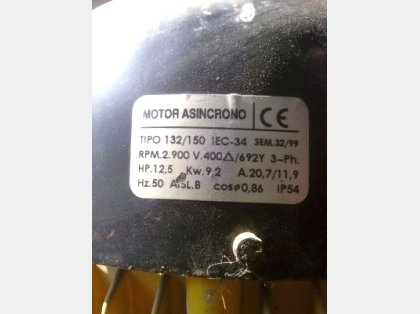 MOTOR ASINCRONO CE
TIPO 132/150 IEC-34 SEM.32/99
RPM.2.900 V.400△/692Y 3~Ph.
HP.12,5 Kw.9,2 A.20,7/11,9
Hz.50 A.SL.B cosφ0,86 IP54